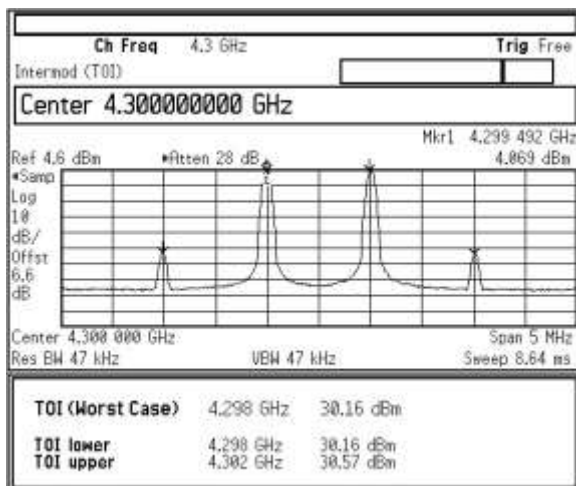 Ch Freq 4.3 GHz Trig Free
Intermod (TOI)
Center 4.300000000 GHz
Mkr1 4.299 492 GHz
Ref 4.6 dBm *Atten 28 dB 4.069 dBm
*Samp
Log
10
dB/
Offst
6.6
dB
1
Center 4.300 000 GHz Span 5 MHz
Res BW 47 kHz VBW 47 kHz Sweep 8.64 ms
TOI (Worst Case) 4.298 GHz 30.16 dBm
TOI lower 4.298 GHz 30.16 dBm
TOI upper 4.302 GHz 30.57 dBm